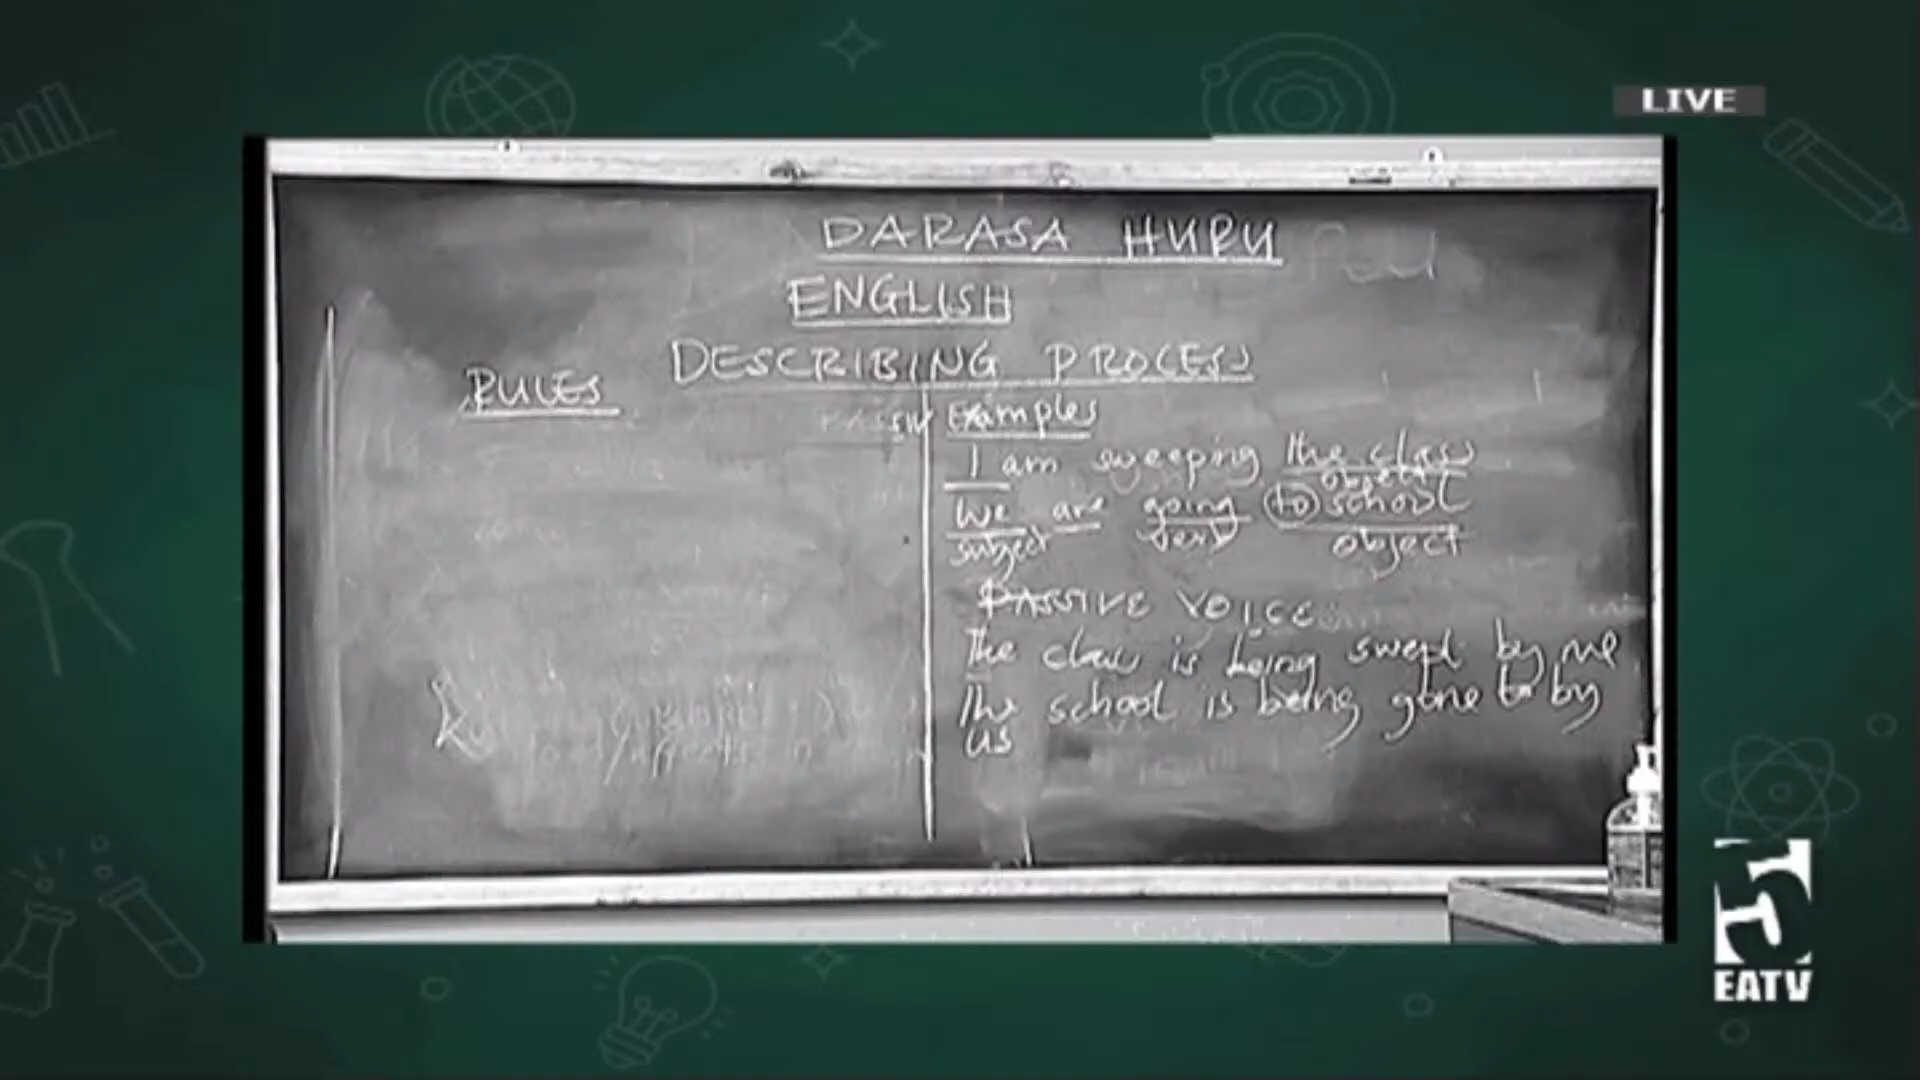 LIVE
DARASA HURU
ENGLISH
DESCRIBING PROCESS
RULES
Examples
I am sweeping the class
object
We are going to school
subject verb object
PASSIVE VOICE
The class is being swept by me
The school is being gone to by
us
5
EATV